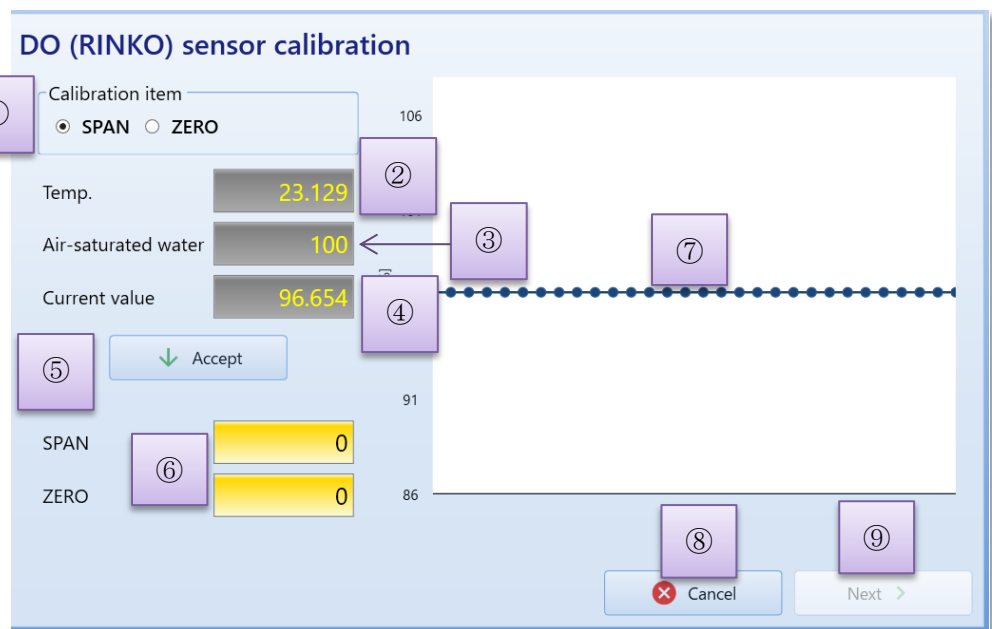 DO (RINKO) sensor calibration
Calibration item
SPAN ZERO
106
②
Temp. 23.129
Air-saturated water 100
③
⑦
Current value 96.654
④
⑤
Accept
91
SPAN 0
⑥
ZERO 0
86
⑧
⑨
Cancel
Next